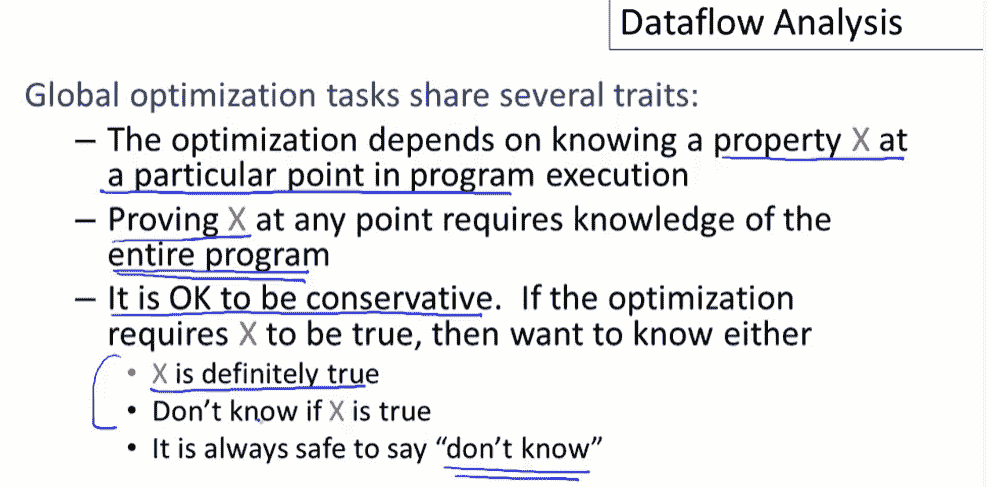 Dataflow Analysis
Global optimization tasks share several traits:
– The optimization depends on knowing a property X at
a particular point in program execution
– Proving X at any point requires knowledge of the
entire program
– It is OK to be conservative. If the optimization
requires X to be true, then want to know either
• X is definitely true
• Don’t know if X is true
• It is always safe to say “don’t know”